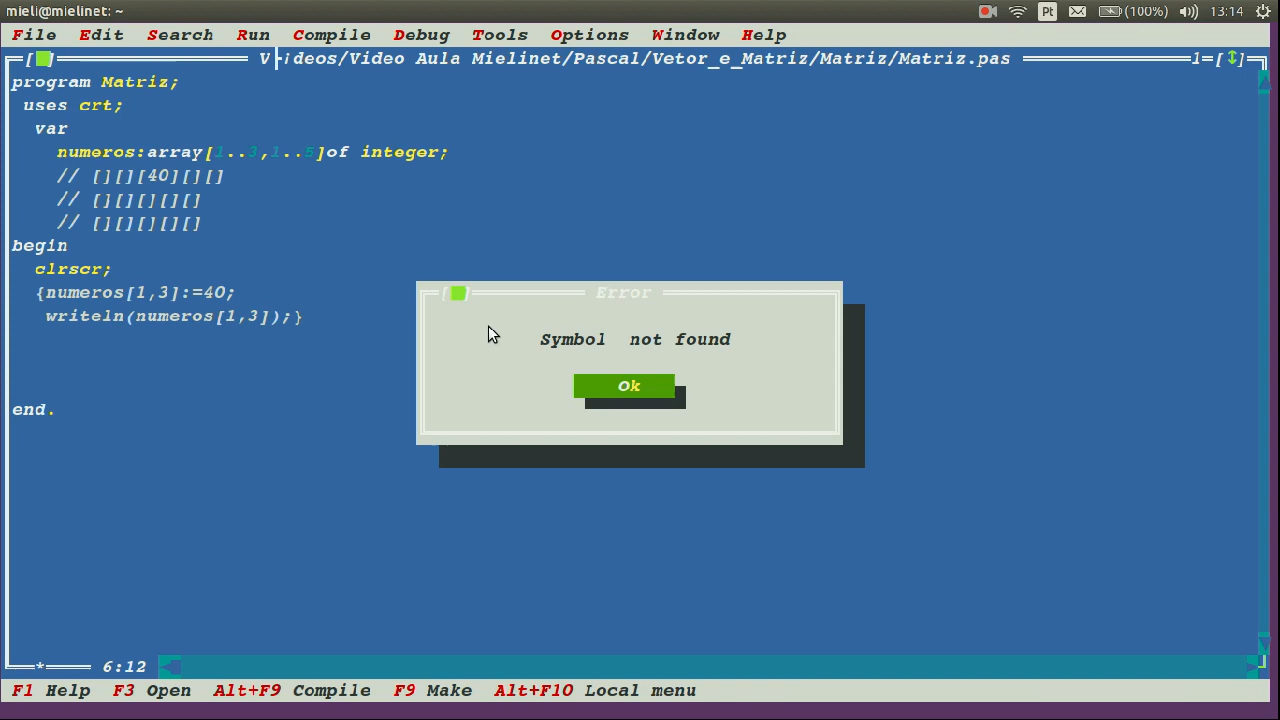 mieli@mielinet: ~ Pt (100%) 13:14
File Edit Search Run Compile Debug Tools Options Window Help
Videos/Video Aula Mielinet/Pascal/Vetor_e_Matriz/Matriz/Matriz.pas 1=[↕]
program Matriz;
uses crt;
var
numeros:array[1..3,1..5]of integer;
// [][][40][][]
// [][][][][]
// [][][][][]
begin
clrscr;
{numeros[1,3]:=40;
writeln(numeros[1,3]);}
end.
Error
Symbol not found
Ok
* 6:12
F1 Help F3 Open Alt+F9 Compile F9 Make Alt+F10 Local menu